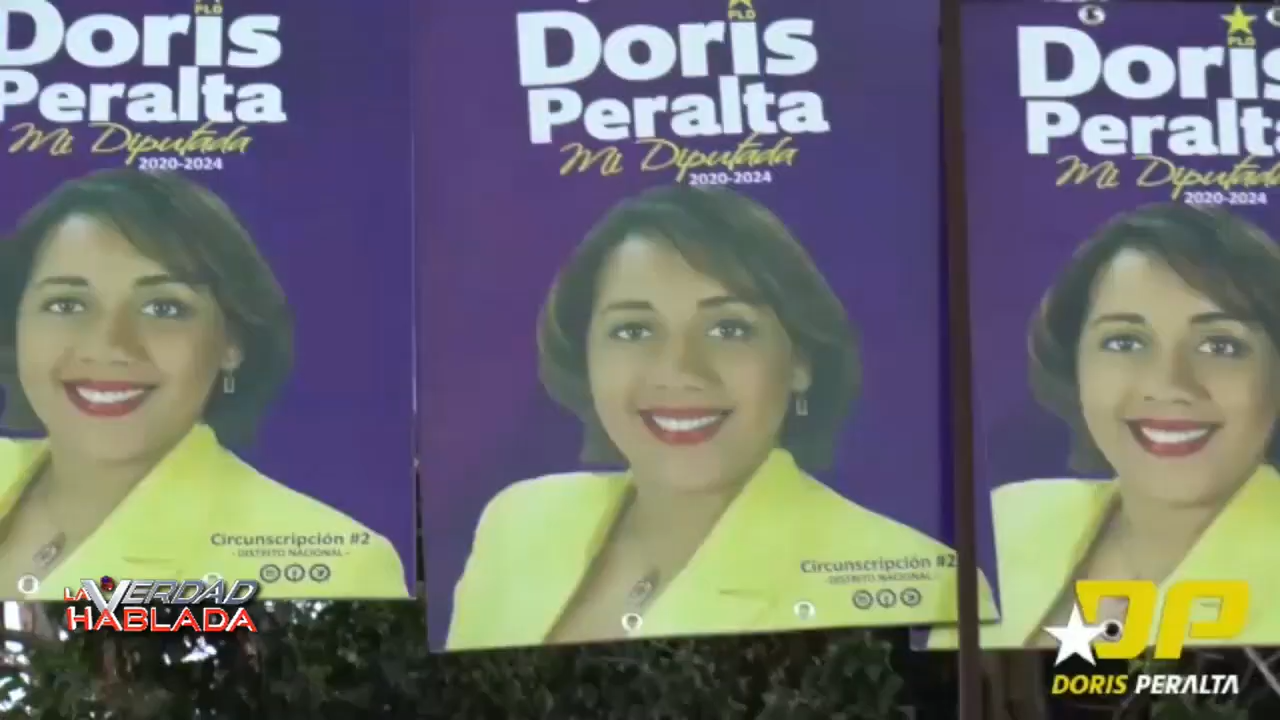 PLD
Doris
Peralta
Mi Diputada
2020-2024
Circunscripción #2
- DISTRITO NACIONAL -
PLD
Doris
Peralta
Mi Diputada
2020-2024
Circunscripción #2
- DISTRITO NACIONAL -
PLD
Doris
Peralta
Mi Diputada
2020-2024
LA VERDAD
HABLADA
DP
DORIS PERALTA